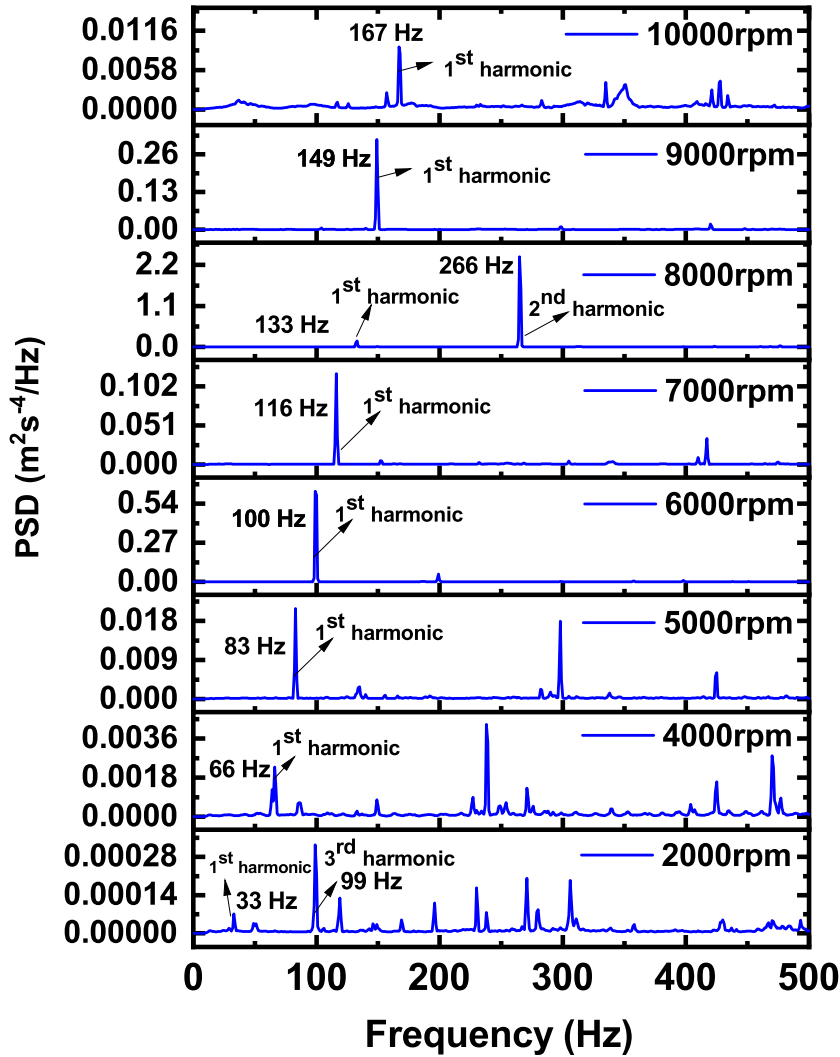 PSD (m²s⁻⁴/Hz)
0.0116
0.0058
0.0000
167 Hz
1st harmonic
10000rpm
0.26
0.13
0.00
149 Hz
1st harmonic
9000rpm
2.2
1.1
0.0
133 Hz
1st harmonic
266 Hz
2nd harmonic
8000rpm
0.102
0.051
0.000
116 Hz
1st harmonic
7000rpm
0.54
0.27
0.00
100 Hz
1st harmonic
6000rpm
0.018
0.009
0.000
83 Hz
1st harmonic
5000rpm
0.0036
0.0018
0.0000
66 Hz
1st harmonic
4000rpm
0.00028
0.00014
0.00000
1st harmonic
33 Hz
3rd harmonic
99 Hz
2000rpm
0 100 200 300 400 500
Frequency (Hz)